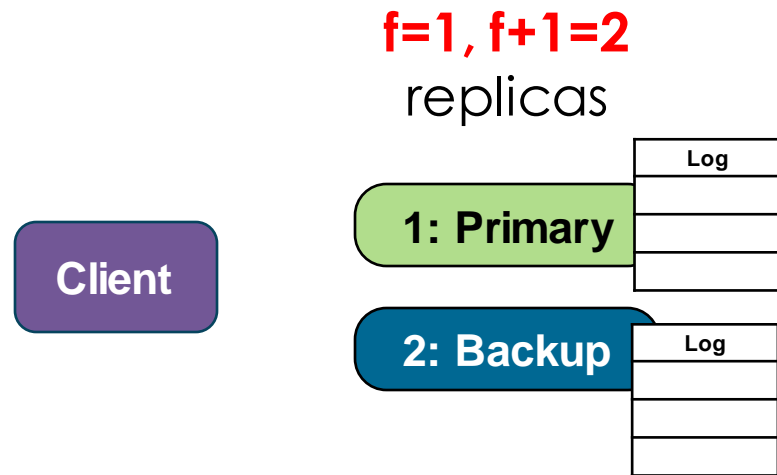 f=1, f+1=2
replicas
Log
1: Primary
Client
2: Backup
Log